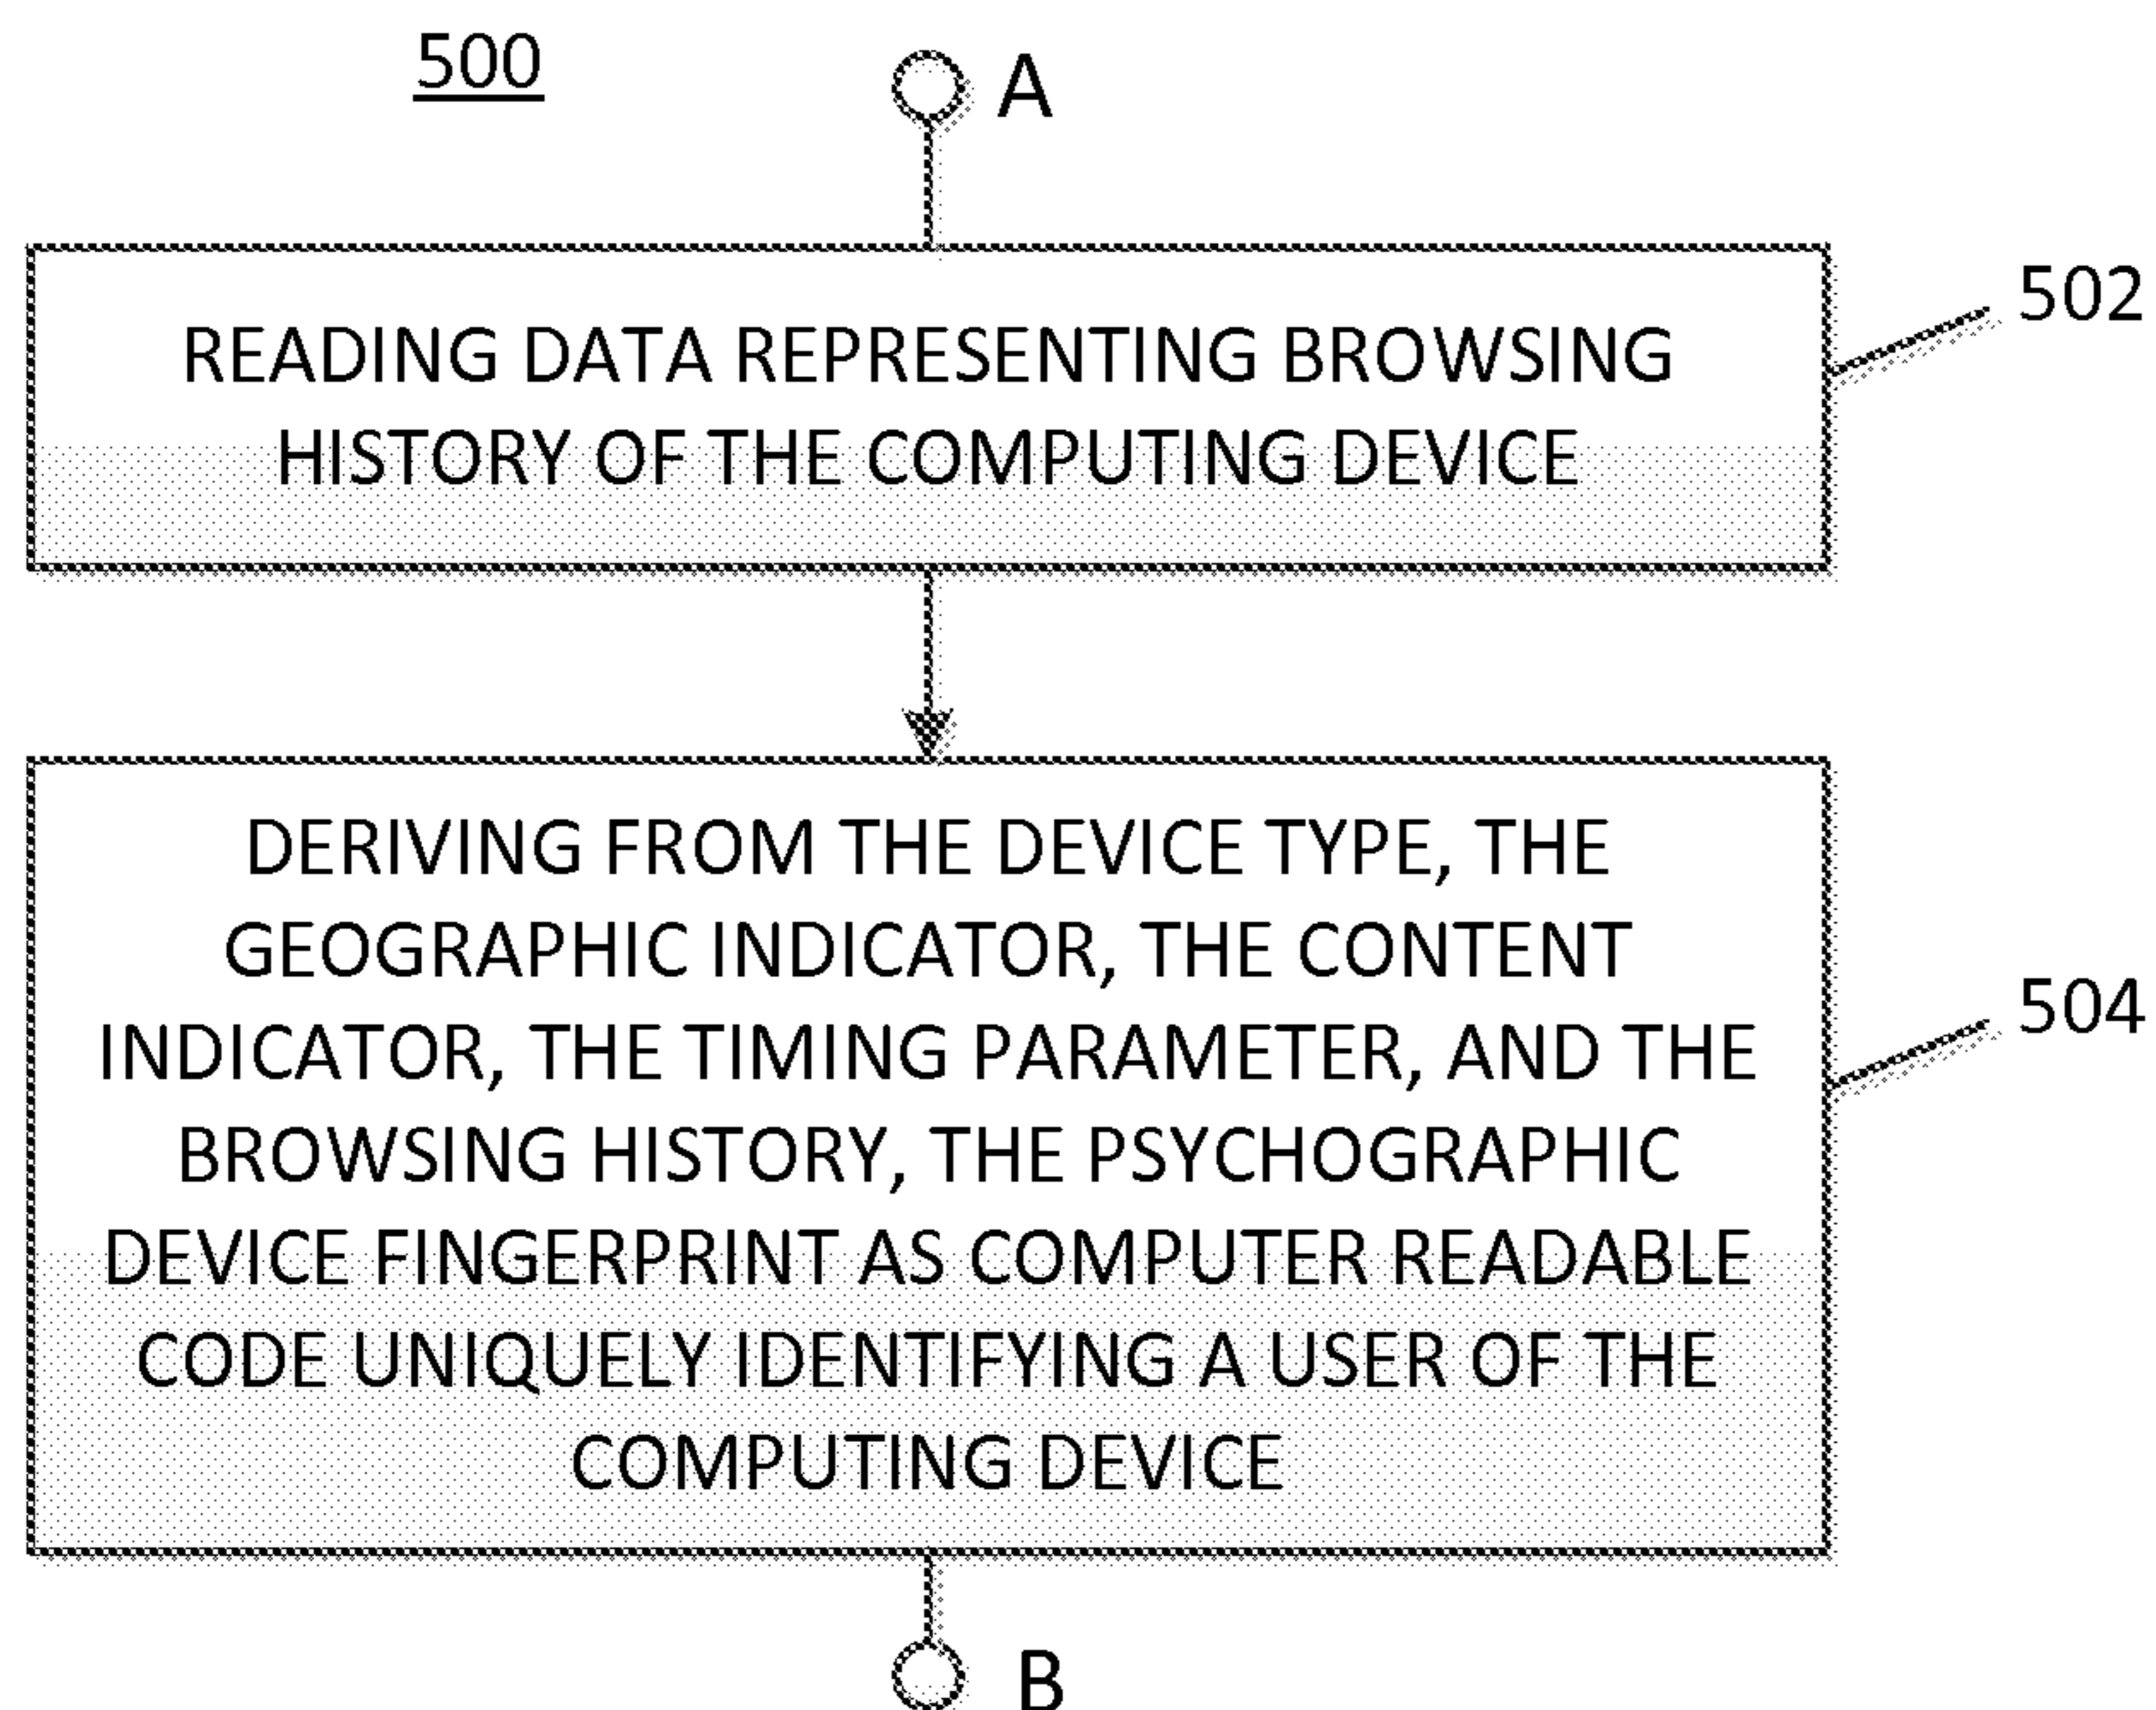 500
A
READING DATA REPRESENTING BROWSING
HISTORY OF THE COMPUTING DEVICE
502
DERIVING FROM THE DEVICE TYPE, THE
GEOGRAPHIC INDICATOR, THE CONTENT
INDICATOR, THE TIMING PARAMETER, AND THE
BROWSING HISTORY, THE PSYCHOGRAPHIC
DEVICE FINGERPRINT AS COMPUTER READABLE
CODE UNIQUELY IDENTIFYING A USER OF THE
COMPUTING DEVICE
504
B